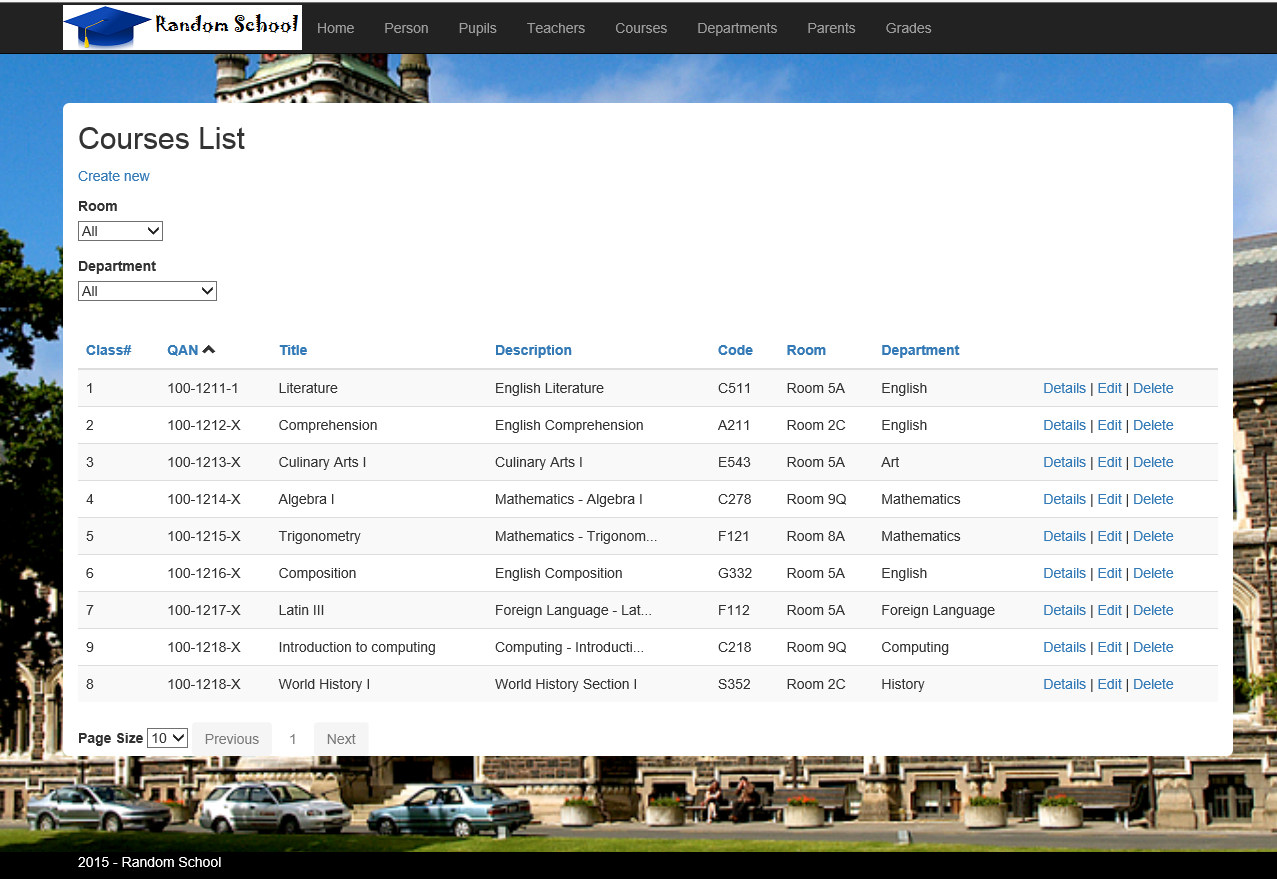 Random School Home Person Pupils Teachers Courses Departments Parents Grades
Courses List
Create new
Room
All
Department
All
Class# QAN Title Description Code Room Department
1 100-1211-1 Literature English Literature C511 Room 5A English Details | Edit | Delete
2 100-1212-X Comprehension English Comprehension A211 Room 2C English Details | Edit | Delete
3 100-1213-X Culinary Arts I Culinary Arts I E543 Room 5A Art Details | Edit | Delete
4 100-1214-X Algebra I Mathematics - Algebra I C278 Room 9Q Mathematics Details | Edit | Delete
5 100-1215-X Trigonometry Mathematics - Trigonom... F121 Room 8A Mathematics Details | Edit | Delete
6 100-1216-X Composition English Composition G332 Room 5A English Details | Edit | Delete
7 100-1217-X Latin III Foreign Language - Lat... F112 Room 5A Foreign Language Details | Edit | Delete
9 100-1218-X Introduction to computing Computing - Introducti... C218 Room 9Q Computing Details | Edit | Delete
8 100-1218-X World History I World History Section I S352 Room 2C History Details | Edit | Delete
Page Size 10 Previous 1 Next
2015 - Random School